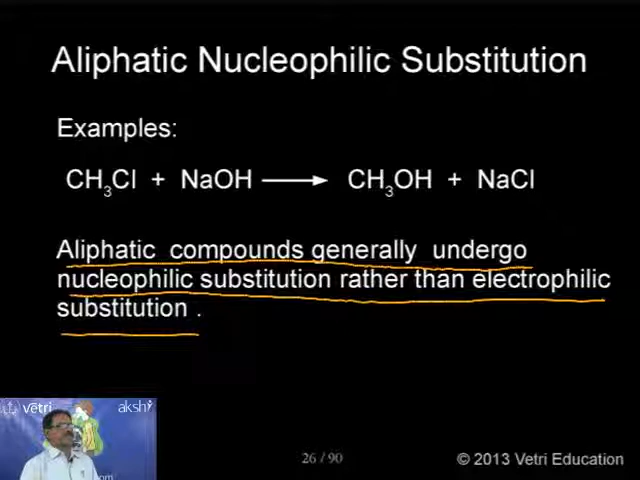 Aliphatic Nucleophilic Substitution
Examples:
CH₃Cl + NaOH ⟶ CH₃OH + NaCl
Aliphatic compounds generally undergo
nucleophilic substitution rather than electrophilic
substitution .
vetri
akshi
.com
26 / 90
© 2013 Vetri Education